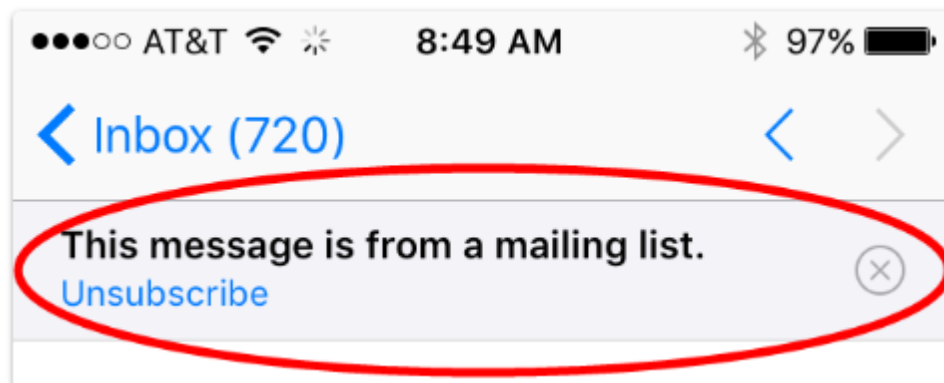 AT&T 8:49 AM 97%
Inbox (720)
This message is from a mailing list.
Unsubscribe